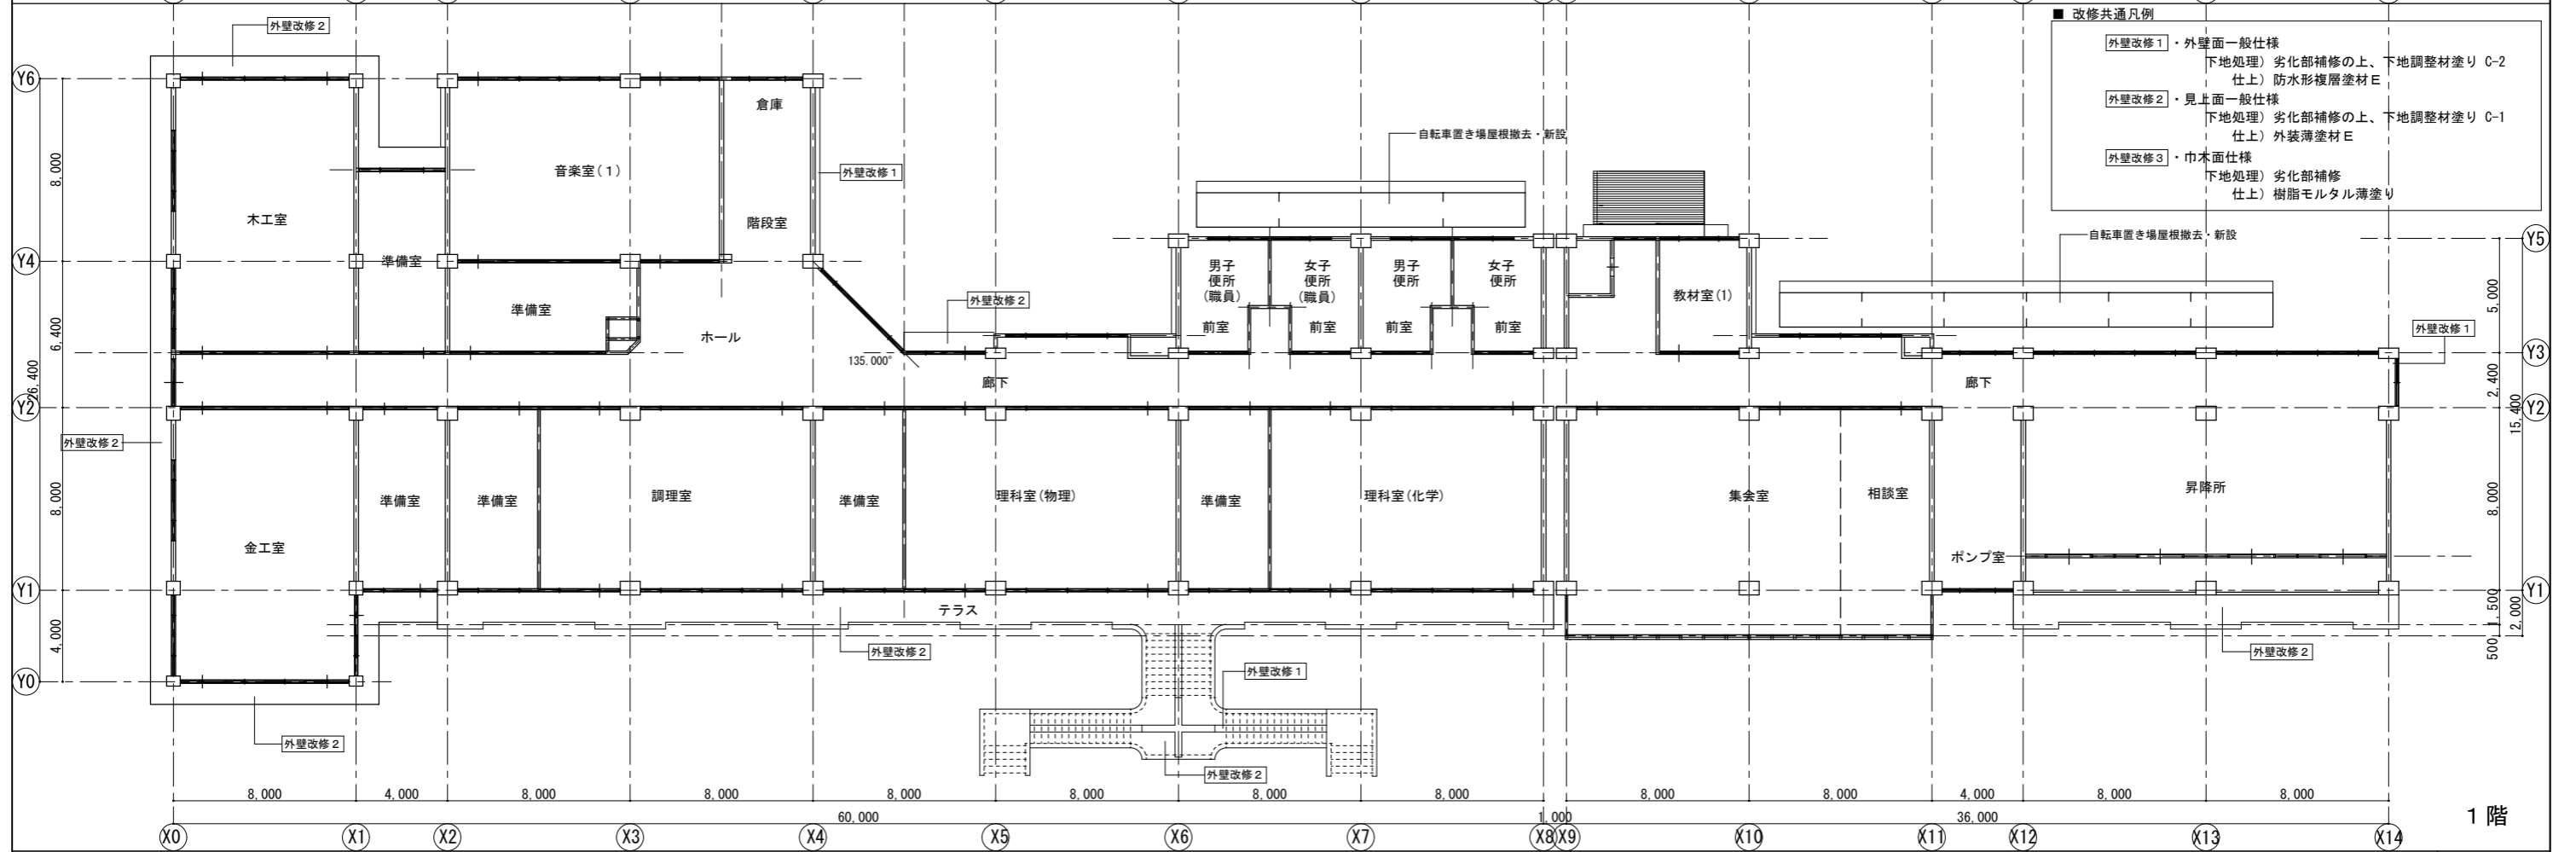 ■ 改修共通凡例
外壁改修1 ・外壁面一般仕様
下地処理) 劣化部補修の上、下地調整材塗り C-2
仕上) 防水形複層塗材E
外壁改修2 ・見上面一般仕様
下地処理) 劣化部補修の上、下地調整材塗り C-1
仕上) 外装薄塗材E
外壁改修3 ・巾木面仕様
下地処理) 劣化部補修
仕上) 樹脂モルタル薄塗り
外壁改修2
Y6
倉庫
自転車置き場屋根撤去・新設
8,000
音楽室(1)
外壁改修1
木工室
階段室
自転車置き場屋根撤去・新設
Y5
Y4
準備室
男子
便所
(職員)
女子
便所
(職員)
男子
便所
女子
便所
教材室(1)
5,000
準備室
外壁改修2
前室
前室
前室
前室
6,400
ホール
外壁改修1
135.000°
Y3
26,400
廊下
廊下
2,400
Y2
Y2
15,400
外壁改修2
8,000
準備室
準備室
調理室
準備室
理科室(物理)
準備室
理科室(化学)
集会室
相談室
昇降所
8,000
金工室
ポンプ室
Y1
Y1
テラス
1,500
2,000
500
4,000
外壁改修2
外壁改修2
外壁改修1
Y0
外壁改修2
外壁改修2
8,000
4,000
8,000
8,000
8,000
8,000
8,000
8,000
8,000
8,000
4,000
8,000
8,000
60,000
1,000
36,000
1階
X0
X1
X2
X3
X4
X5
X6
X7
X8
X9
X10
X11
X12
X13
X14